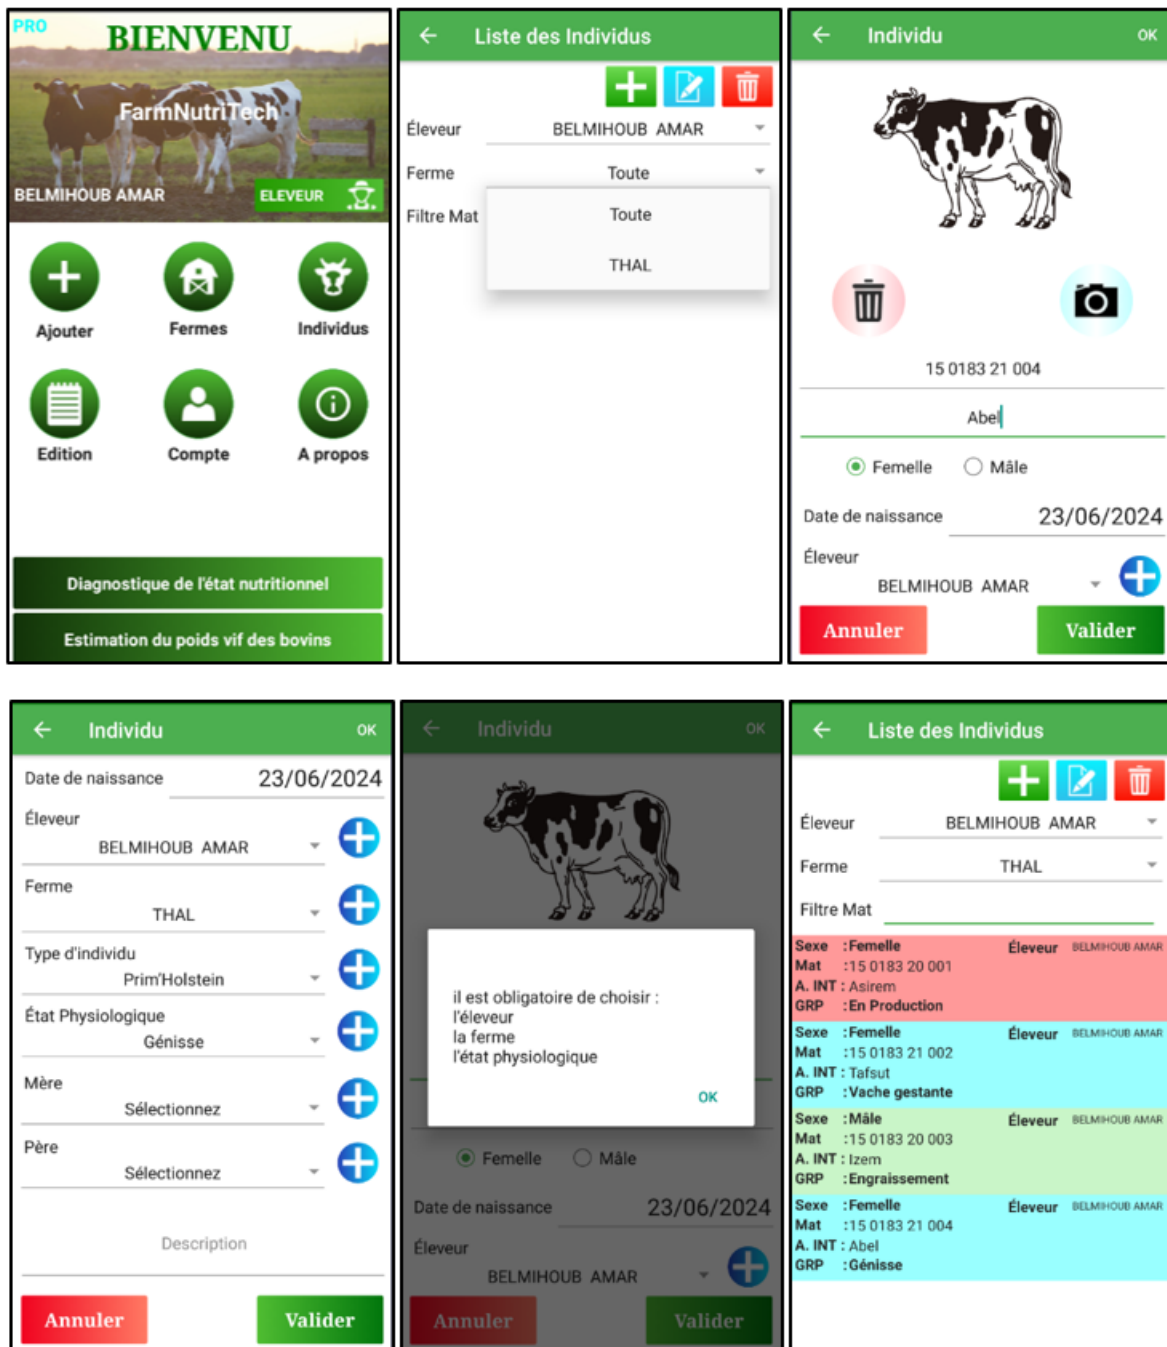 PRO
BIENVENU
FarmNutriTech
BELMIHOUB AMAR
ELEVEUR
Ajouter
Fermes
Individus
Edition
Compte
A propos
Diagnostique de l'état nutritionnel
Estimation du poids vif des bovins
Liste des Individus
Éleveur BELMIHOUB AMAR
Ferme Toute
Filtre Mat
Toute
THAL
Individu OK
15 0183 21 004
Abel
Femelle Mâle
Date de naissance 23/06/2024
Éleveur
BELMIHOUB AMAR
Annuler Valider
Individu OK
Date de naissance 23/06/2024
Éleveur
BELMIHOUB AMAR
Ferme
THAL
Type d'individu
Prim'Holstein
État Physiologique
Génisse
Mère
Sélectionnez
Père
Sélectionnez
Description
Annuler Valider
Individu OK
il est obligatoire de choisir :
l'éleveur
la ferme
l'état physiologique
OK
Femelle Mâle
Date de naissance 23/06/2024
Éleveur
BELMIHOUB AMAR
Annuler Valider
Liste des Individus
Éleveur BELMIHOUB AMAR
Ferme THAL
Filtre Mat
Sexe :Femelle Éleveur BELMIHOUB AMAR
Mat :15 0183 20 001
A. INT : Asirem
GRP :En Production
Sexe :Femelle Éleveur BELMIHOUB AMAR
Mat :15 0183 21 002
A. INT : Tafsut
GRP :Vache gestante
Sexe :Mâle Éleveur BELMIHOUB AMAR
Mat :15 0183 20 003
A. INT : Izem
GRP :Engraissement
Sexe :Femelle Éleveur BELMIHOUB AMAR
Mat :15 0183 21 004
A. INT : Abel
GRP :Génisse